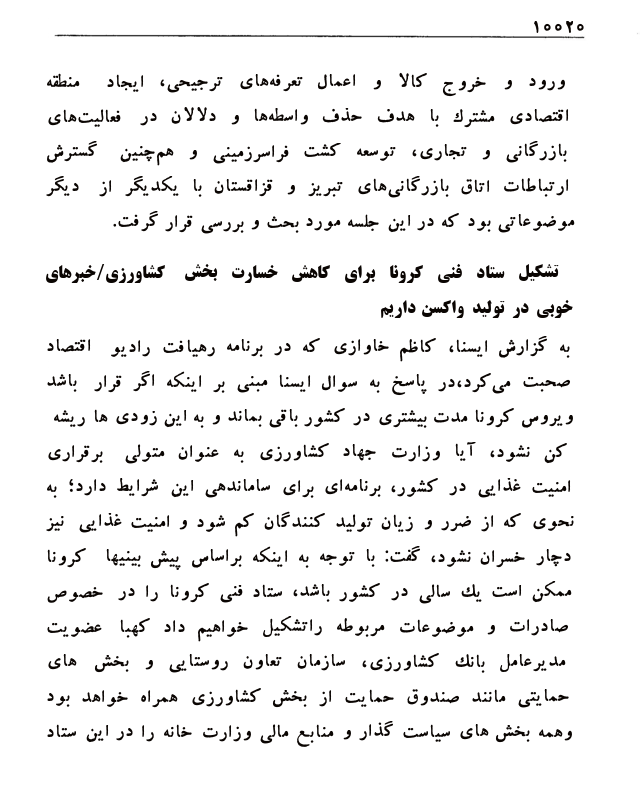 ۱۰۰۲۰
ورود و خروج کالا و اعمال تعرفه‌های ترجیحی، ایجاد منطقه
اقتصادی مشترك با هدف حذف واسطه‌ها و دلالان در فعالیت‌های
بازرگانی و تجاری، توسعه کشت فراسرزمینی و هم‌چنین گسترش
ارتباطات اتاق بازرگانی‌های تبریز و قزاقستان با یکدیگر از دیگر
موضوعاتی بود که در این جلسه مورد بحث و بررسی قرار گرفت.
تشکیل ستاد فنی کرونا برای کاهش خسارت بخش کشاورزی/خبرهای
خوبی در تولید واکسن داریم
به گزارش ایسنا، کاظم خاوازی که در برنامه رهیافت رادیو اقتصاد
صحبت می‌کرد،در پاسخ به سوال ایسنا مبنی بر اینکه اگر قرار باشد
ویروس کرونا مدت بیشتری در کشور باقی بماند و به این زودی ها ریشه
کن نشود، آیا وزارت جهاد کشاورزی به عنوان متولی برقراری
امنیت غذایی در کشور، برنامه‌ای برای ساماندهی این شرایط دارد؛ به
نحوی که از ضرر و زیان تولید کنندگان کم شود و امنیت غذایی نیز
دچار خسران نشود، گفت: با توجه به اینکه براساس پیش بینیها کرونا
ممکن است یك سالی در کشور باشد، ستاد فنی کرونا را در خصوص
صادرات و موضوعات مربوطه راتشکیل خواهیم داد کهبا عضویت
مدیرعامل بانك کشاورزی، سازمان تعاون روستایی و بخش های
حمایتی مانند صندوق حمایت از بخش کشاورزی همراه خواهد بود
وهمه بخش های سیاست گذار و منابع مالی وزارت خانه را در این ستاد